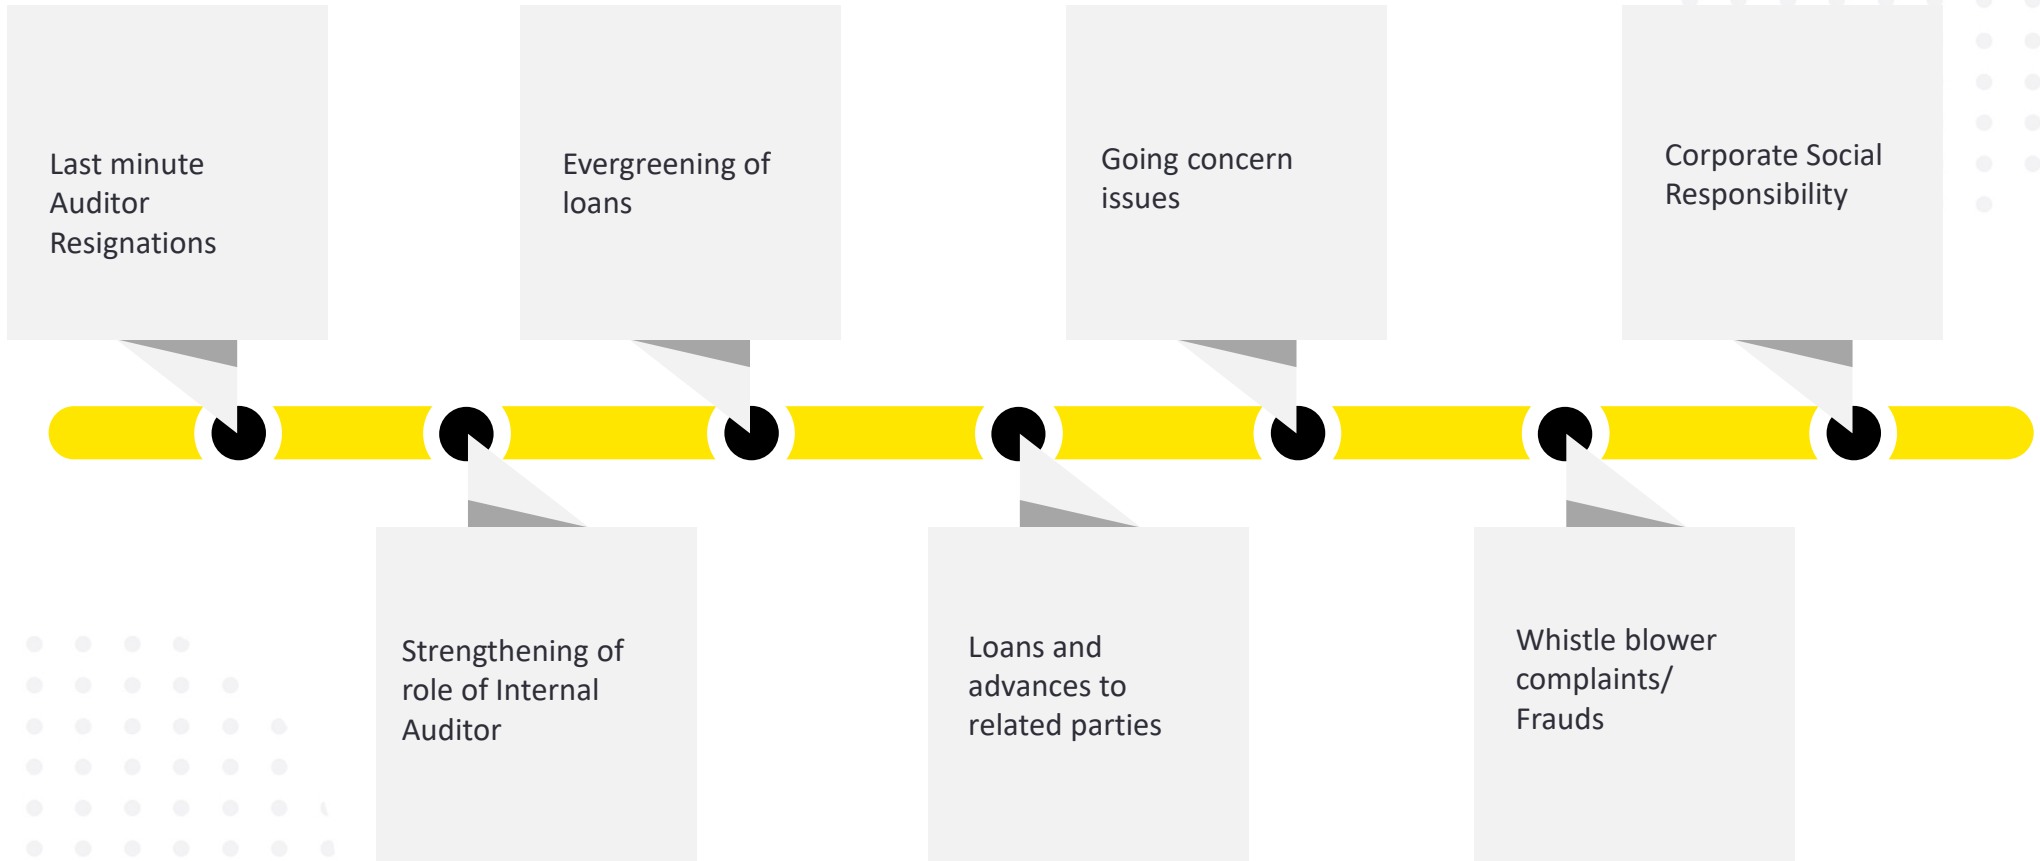 Last minute
Auditor
Resignations
Evergreening of
loans
Going concern
issues
Corporate Social
Responsibility
Strengthening of
role of Internal
Auditor
Loans and
advances to
related parties
Whistle blower
complaints/
Frauds